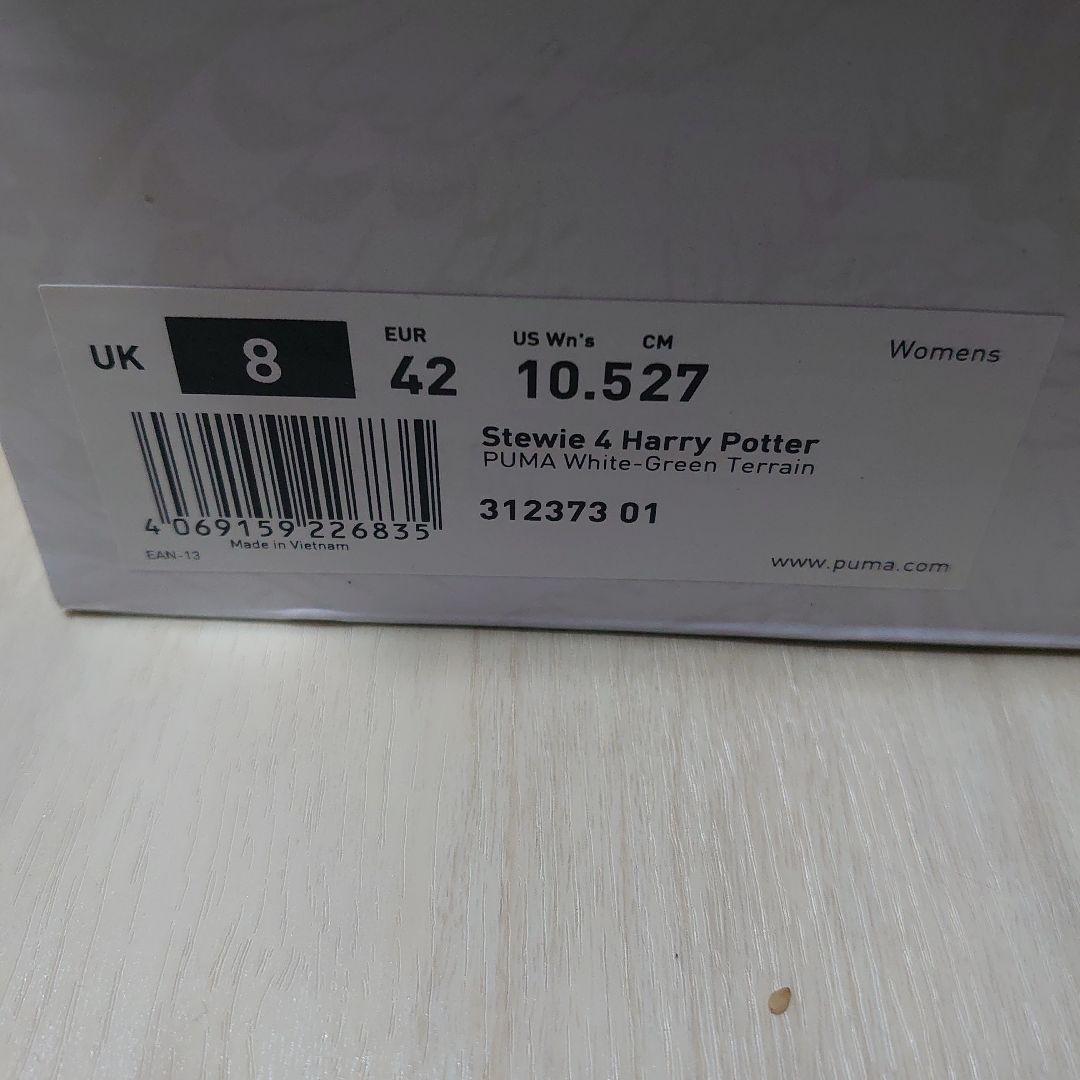 UK 8 EUR 42 US Wn's 10.5 CM 27 Womens
Stewie 4 Harry Potter
PUMA White-Green Terrain
312373 01
4 069159 226835
EAN-13 Made in Vietnam
www.puma.com